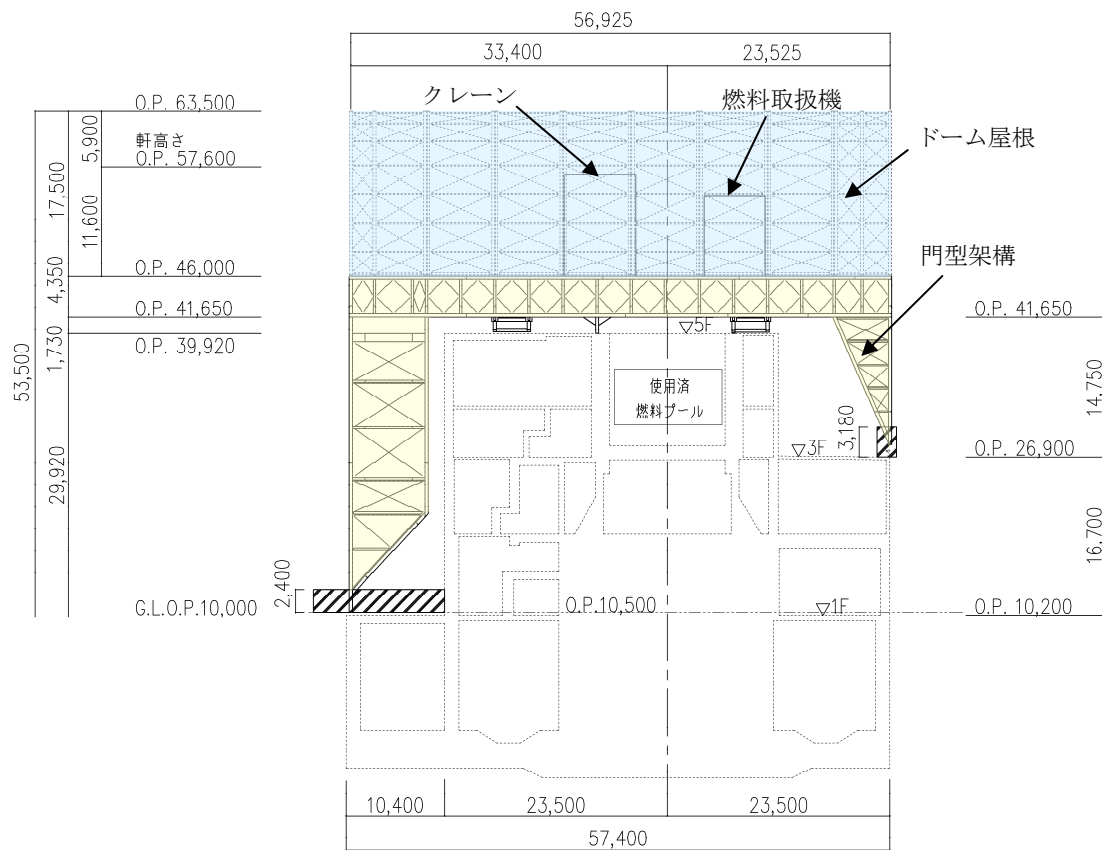 56,925
33,400
23,525
クレーン
燃料取扱機
ドーム屋根
門型架構
O.P. 63,500
軒高さ
O.P. 57,600
O.P. 46,000
O.P. 41,650
O.P. 39,920
G.L.O.P.10,000
5,900
11,600
17,500
4,350
1,730
29,920
53,500
2,400
▽5F
使用済
燃料プール
▽3F
3,180
O.P. 41,650
14.750
O.P. 26,900
16.700
O.P.10,500
▽1F
O.P. 10,200
10,400
23,500
23,500
57,400